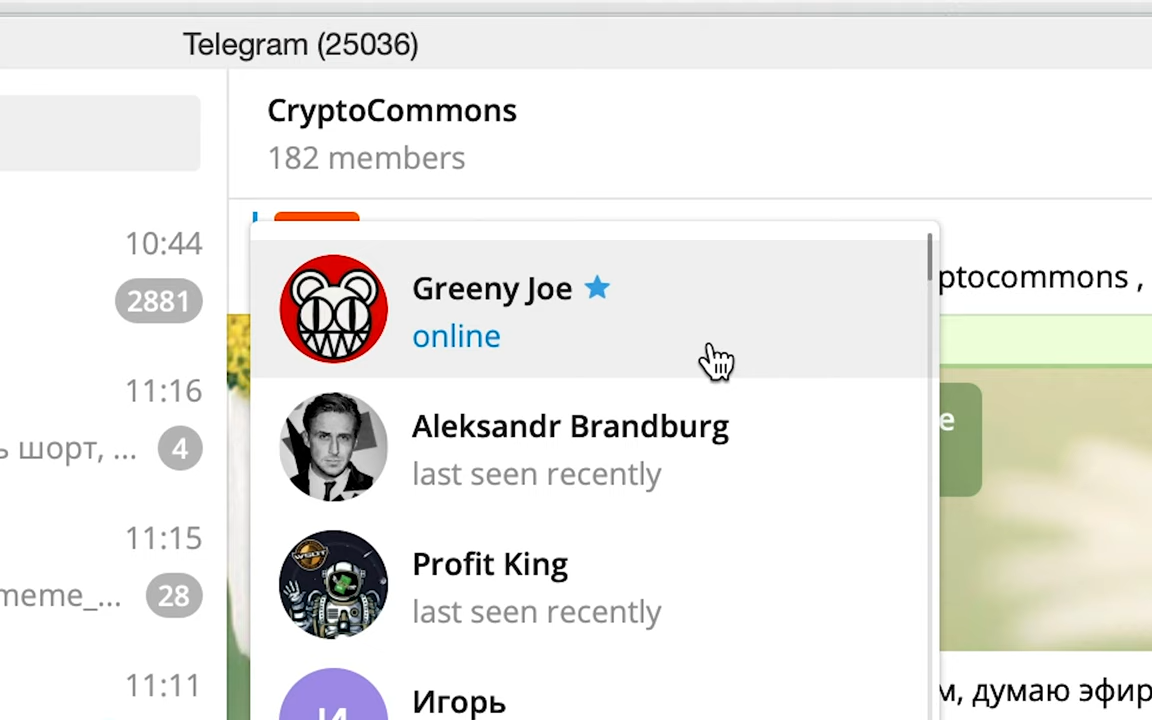 Telegram (25036)
CryptoCommons
182 members
10:44
2881
11:16
ь шорт, ...
4
11:15
meme_...
28
11:11
Greeny Joe
online
Aleksandr Brandburg
last seen recently
Profit King
last seen recently
И
Игорь
ptocommons ,
е
м, думаю эфир